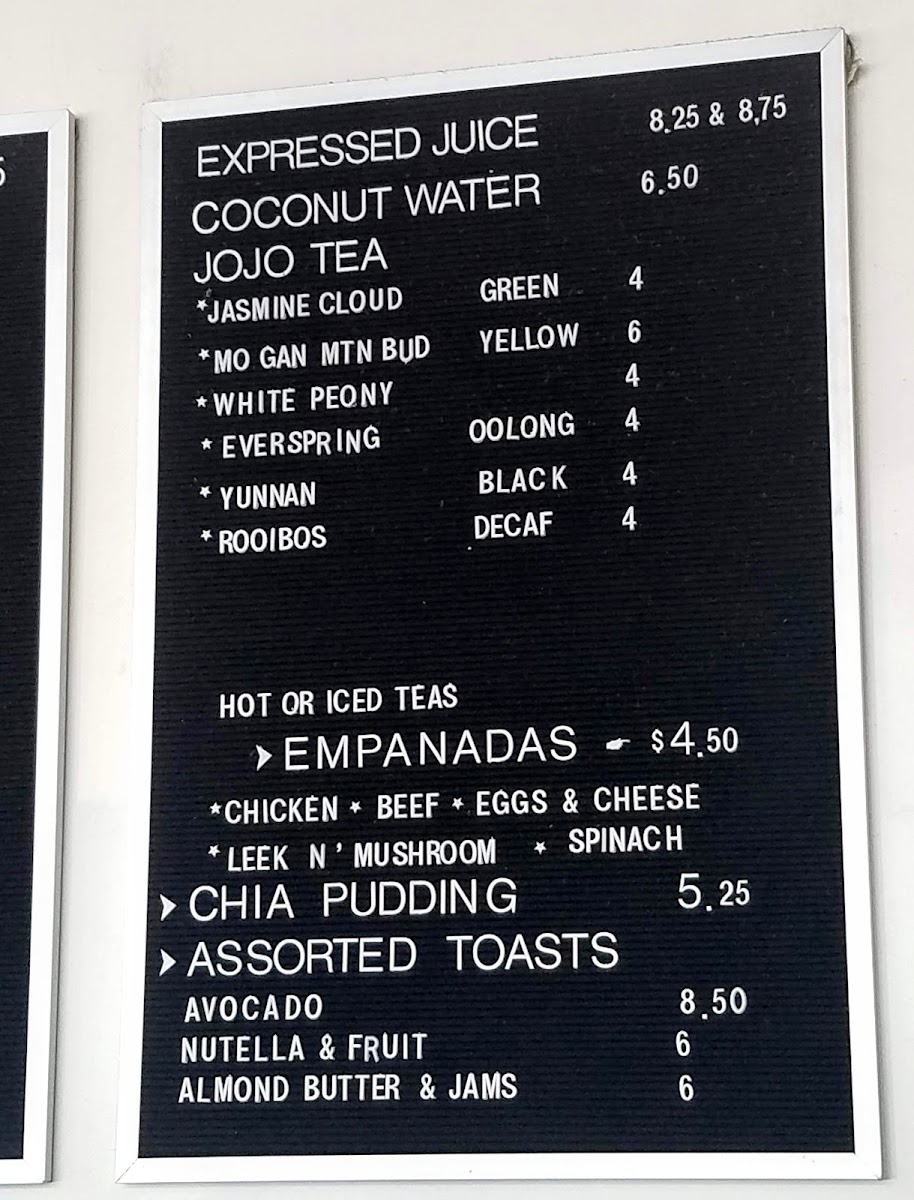 EXPRESSED JUICE 8.25 & 8.75
COCONUT WATER 6.50
JOJO TEA
*JASMINE CLOUD GREEN 4
*MO GAN MTN BUD YELLOW 6
*WHITE PEONY 4
*EVERSPRING OOLONG 4
*YUNNAN BLACK 4
*ROOIBOS DECAF 4
HOT OR ICED TEAS
EMPANADAS - $4.50
*CHICKEN * BEEF * EGGS & CHEESE
*LEEK N' MUSHROOM * SPINACH
CHIA PUDDING 5.25
ASSORTED TOASTS
AVOCADO 8.50
NUTELLA & FRUIT 6
ALMOND BUTTER & JAMS 6